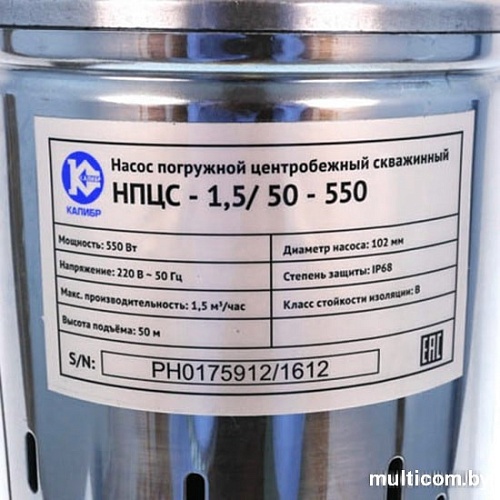 КАЛИБР
КАЛИБР
Насос погружной центробежный скважинный
НПЦС - 1,5/ 50 - 550
Мощность: 550 Вт
Напряжение: 220 В ~ 50 Гц
Макс. производительность: 1,5 м³/час
Высота подъёма: 50 м
Диаметр насоса: 102 мм
Степень защиты: IP68
Класс стойкости изоляции: В
S/N: PH0175912/1612
EAC
multicom.by